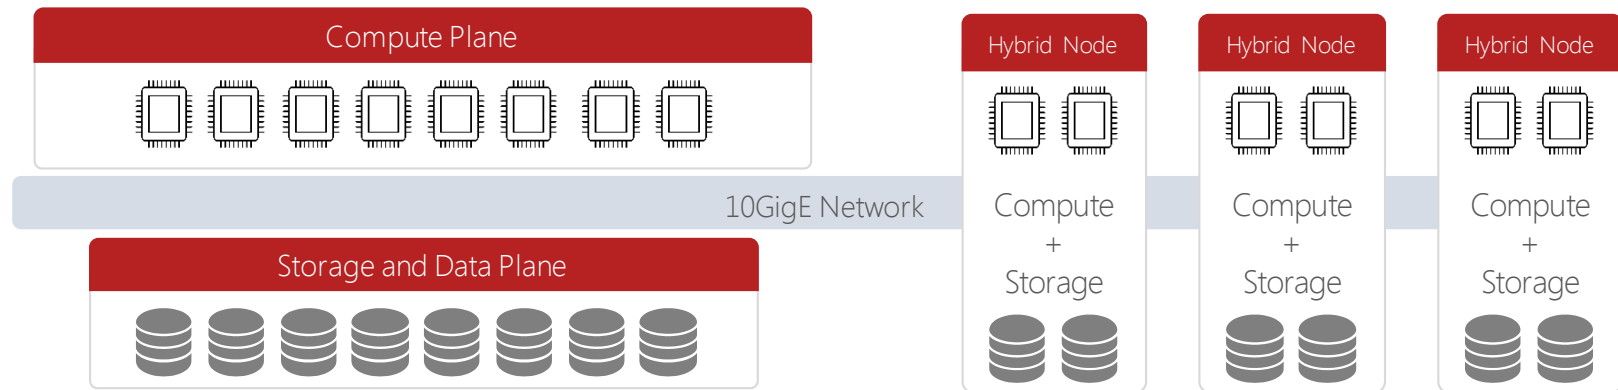 Compute Plane
10GigE Network
Storage and Data Plane
Hybrid Node
Compute
+
Storage
Hybrid Node
Compute
+
Storage
Hybrid Node
Compute
+
Storage